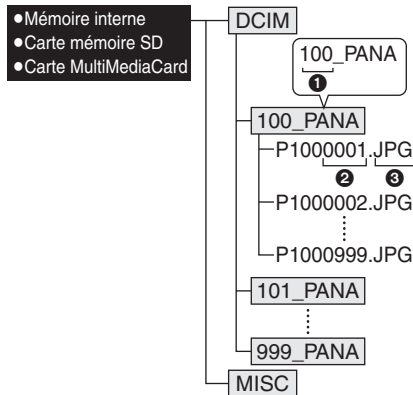 ●Mémoire interne
●Carte mémoire SD
●Carte MultiMediaCard
DCIM
100_PANA
❶
100_PANA
P1000001.JPG
❷ ❸
P1000002.JPG
P1000999.JPG
101_PANA
999_PANA
MISC